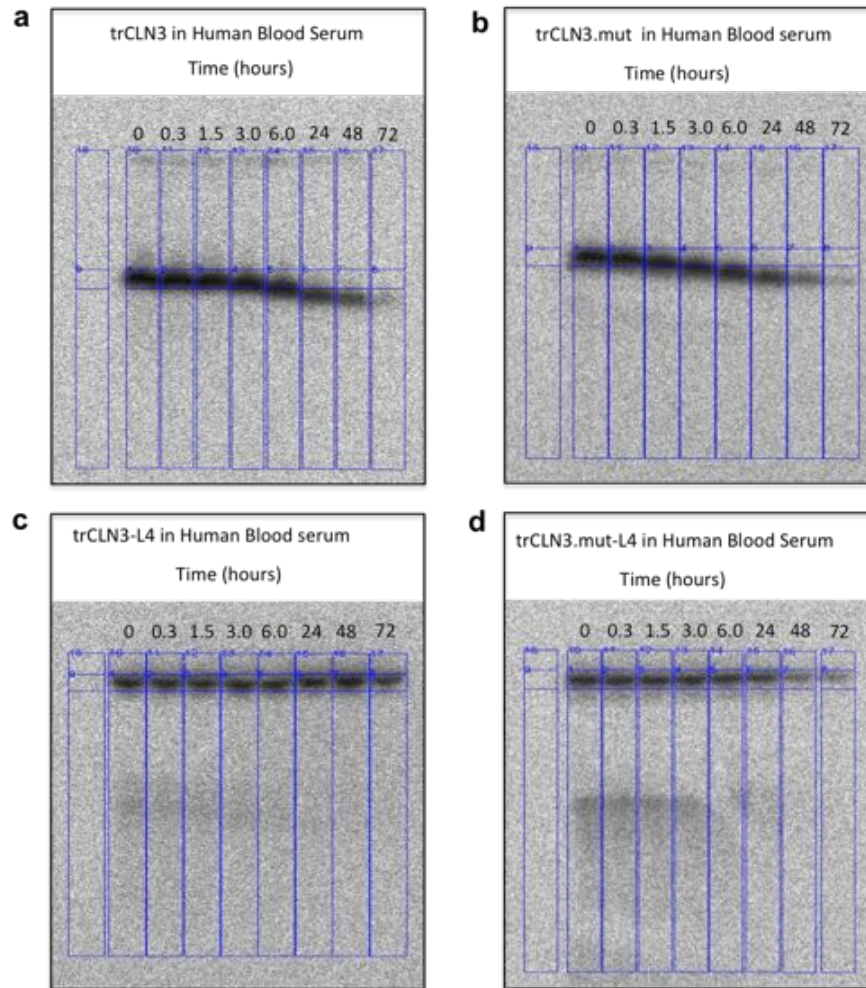 a
trCLN3 in Human Blood Serum
Time (hours)
0 0.3 1.5 3.0 6.0 24 48 72
b
trCLN3.mut in Human Blood serum
Time (hours)
0 0.3 1.5 3.0 6.0 24 48 72
c
trCLN3-L4 in Human Blood serum
Time (hours)
0 0.3 1.5 3.0 6.0 24 48 72
d
trCLN3.mut-L4 in Human Blood Serum
Time (hours)
0 0.3 1.5 3.0 6.0 24 48 72